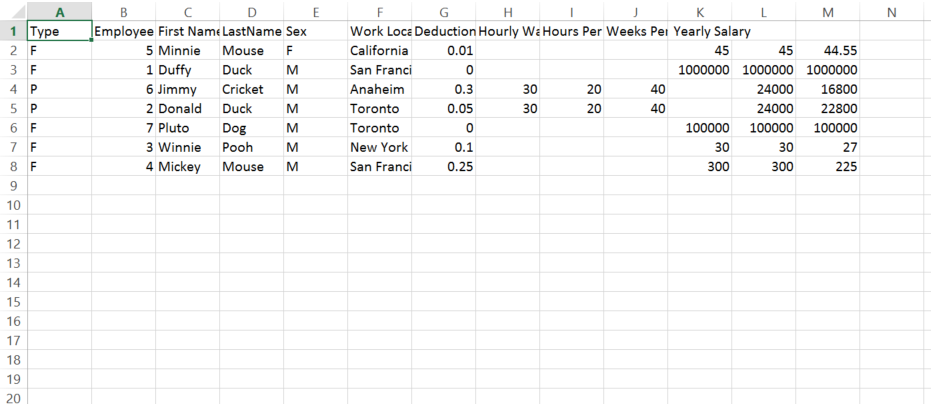 A B C D E F G H I J K L M N
1 Type Employee First Name LastName Sex Work Loca Deduction Hourly Wa Hours Per Weeks Per Yearly Salary
2 F 5 Minnie Mouse F California 0.01 45 45 44.55
3 F 1 Duffy Duck M San Franci 0 1000000 1000000 1000000
4 P 6 Jimmy Cricket M Anaheim 0.3 30 20 40 24000 16800
5 P 2 Donald Duck M Toronto 0.05 30 20 40 24000 22800
6 F 7 Pluto Dog M Toronto 0 100000 100000 100000
7 F 3 Winnie Pooh M New York 0.1 30 30 27
8 F 4 Mickey Mouse M San Franci 0.25 300 300 225
9
10
11
12
13
14
15
16
17
18
19
20